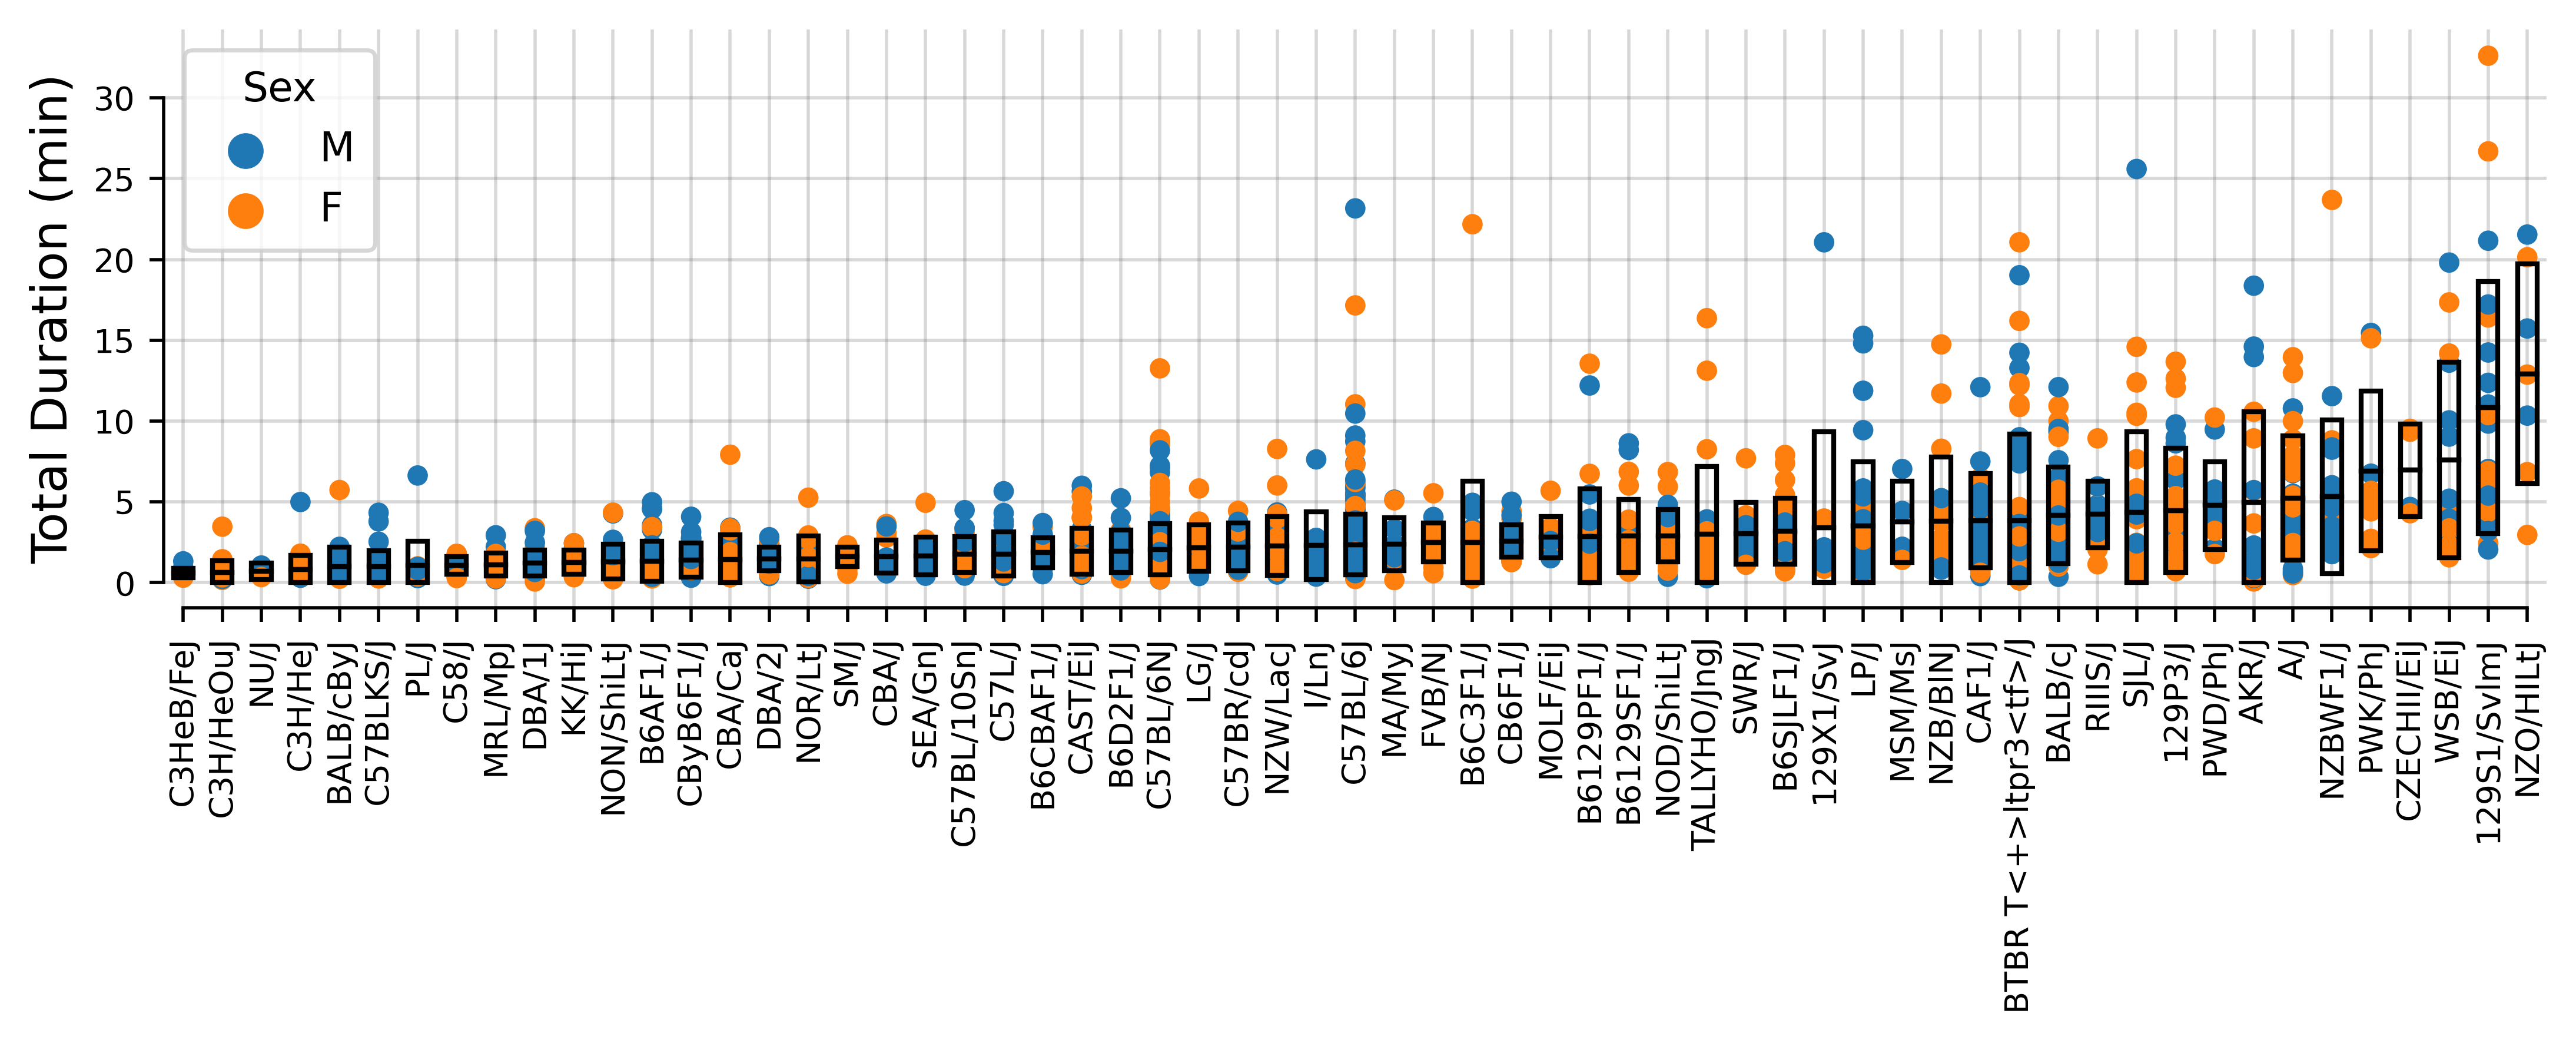 Total Duration (min)
30
25
20
15
10
5
0
Sex
M
F
C3HeB/FeJ
C3H/HeOuJ
NU/J
C3H/HeJ
BALB/cByJ
C57BLKS/J
PL/J
C58/J
MRL/MpJ
DBA/1J
KK/HiJ
NON/ShiLtJ
B6AF1/J
CByB6F1/J
CBA/CaJ
DBA/2J
NOR/LtJ
SM/J
CBA/J
SEA/GnJ
C57BL/10SnJ
C57L/J
B6CBAF1/J
CAST/EiJ
B6D2F1/J
C57BL/6NJ
LG/J
C57BR/cdJ
NZW/LacJ
I/LnJ
C57BL/6J
MA/MyJ
FVB/NJ
B6C3F1/J
CB6F1/J
MOLF/EiJ
B6129PF1/J
B6129SF1/J
NOD/ShiLtJ
TALLYHO/JngJ
SWR/J
B6SJLF1/J
129X1/SvJ
LP/J
MSM/MsJ
NZB/BINJ
CAF1/J
BTBR T<+>ltpr3<tf>/J
BALB/cJ
RIIIS/J
SJL/J
129P3/J
PWD/PhJ
AKR/J
A/J
NZBWF1/J
PWK/PhJ
CZECHII/EiJ
WSB/EiJ
129S1/SvImJ
NZO/HILtJ